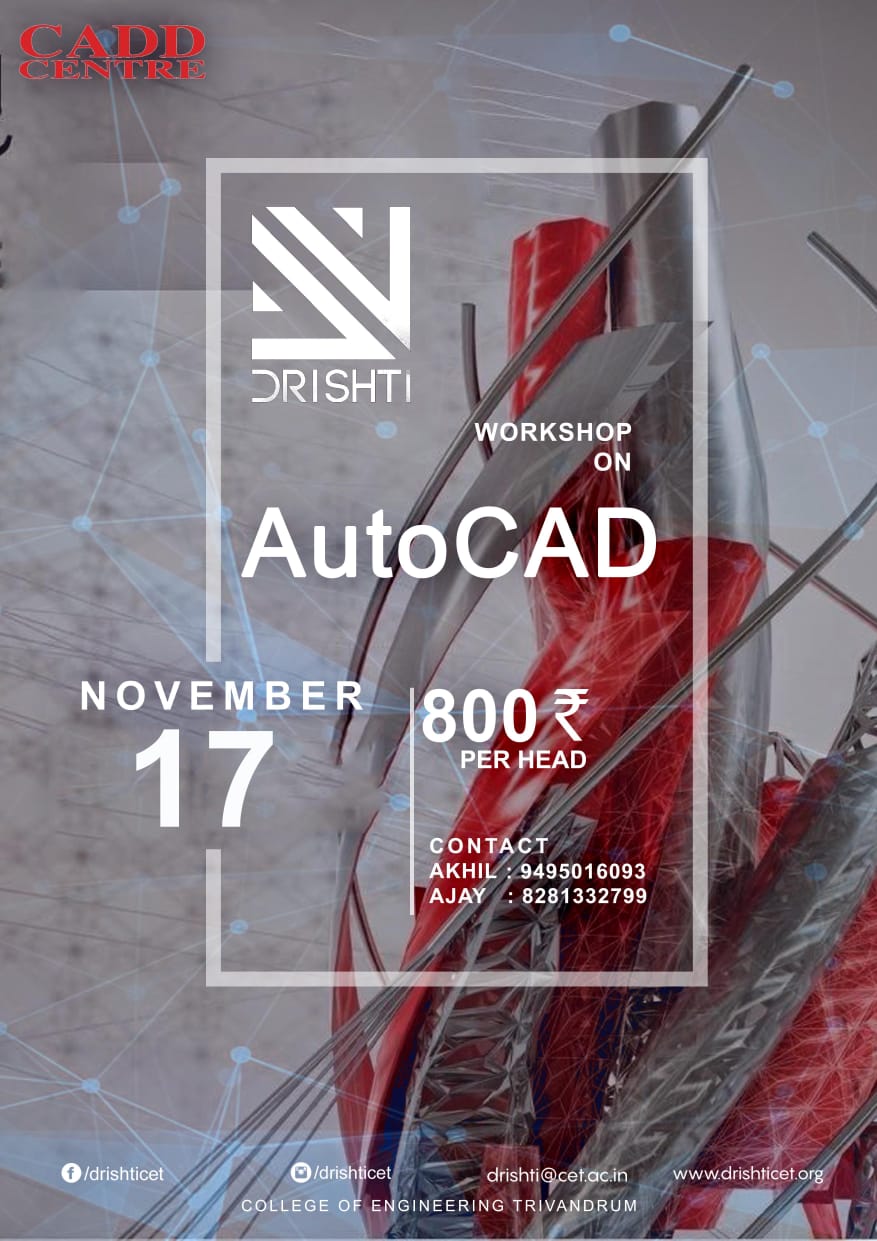 CADD
CENTRE
DRISHTI
WORKSHOP
ON
AutoCAD
NOVEMBER
17
800 ₹
PER HEAD
CONTACT
AKHIL : 9495016093
AJAY : 8281332799
/drishticet
/drishticet
drishti@cet.ac.in
www.drishticet.org
COLLEGE OF ENGINEERING TRIVANDRUM